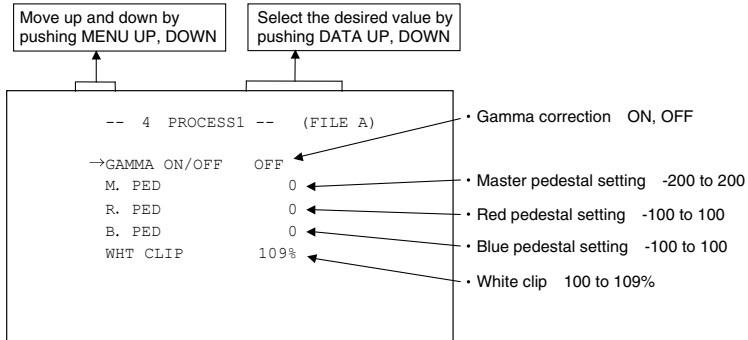 Move up and down by
pushing MENU UP, DOWN
Select the desired value by
pushing DATA UP, DOWN
-- 4 PROCESS1 -- (FILE A)
→GAMMA ON/OFF OFF
M. PED 0
R. PED 0
B. PED 0
WHT CLIP 109%
・Gamma correction ON, OFF
・Master pedestal setting -200 to 200
・Red pedestal setting -100 to 100
・Blue pedestal setting -100 to 100
・White clip 100 to 109%